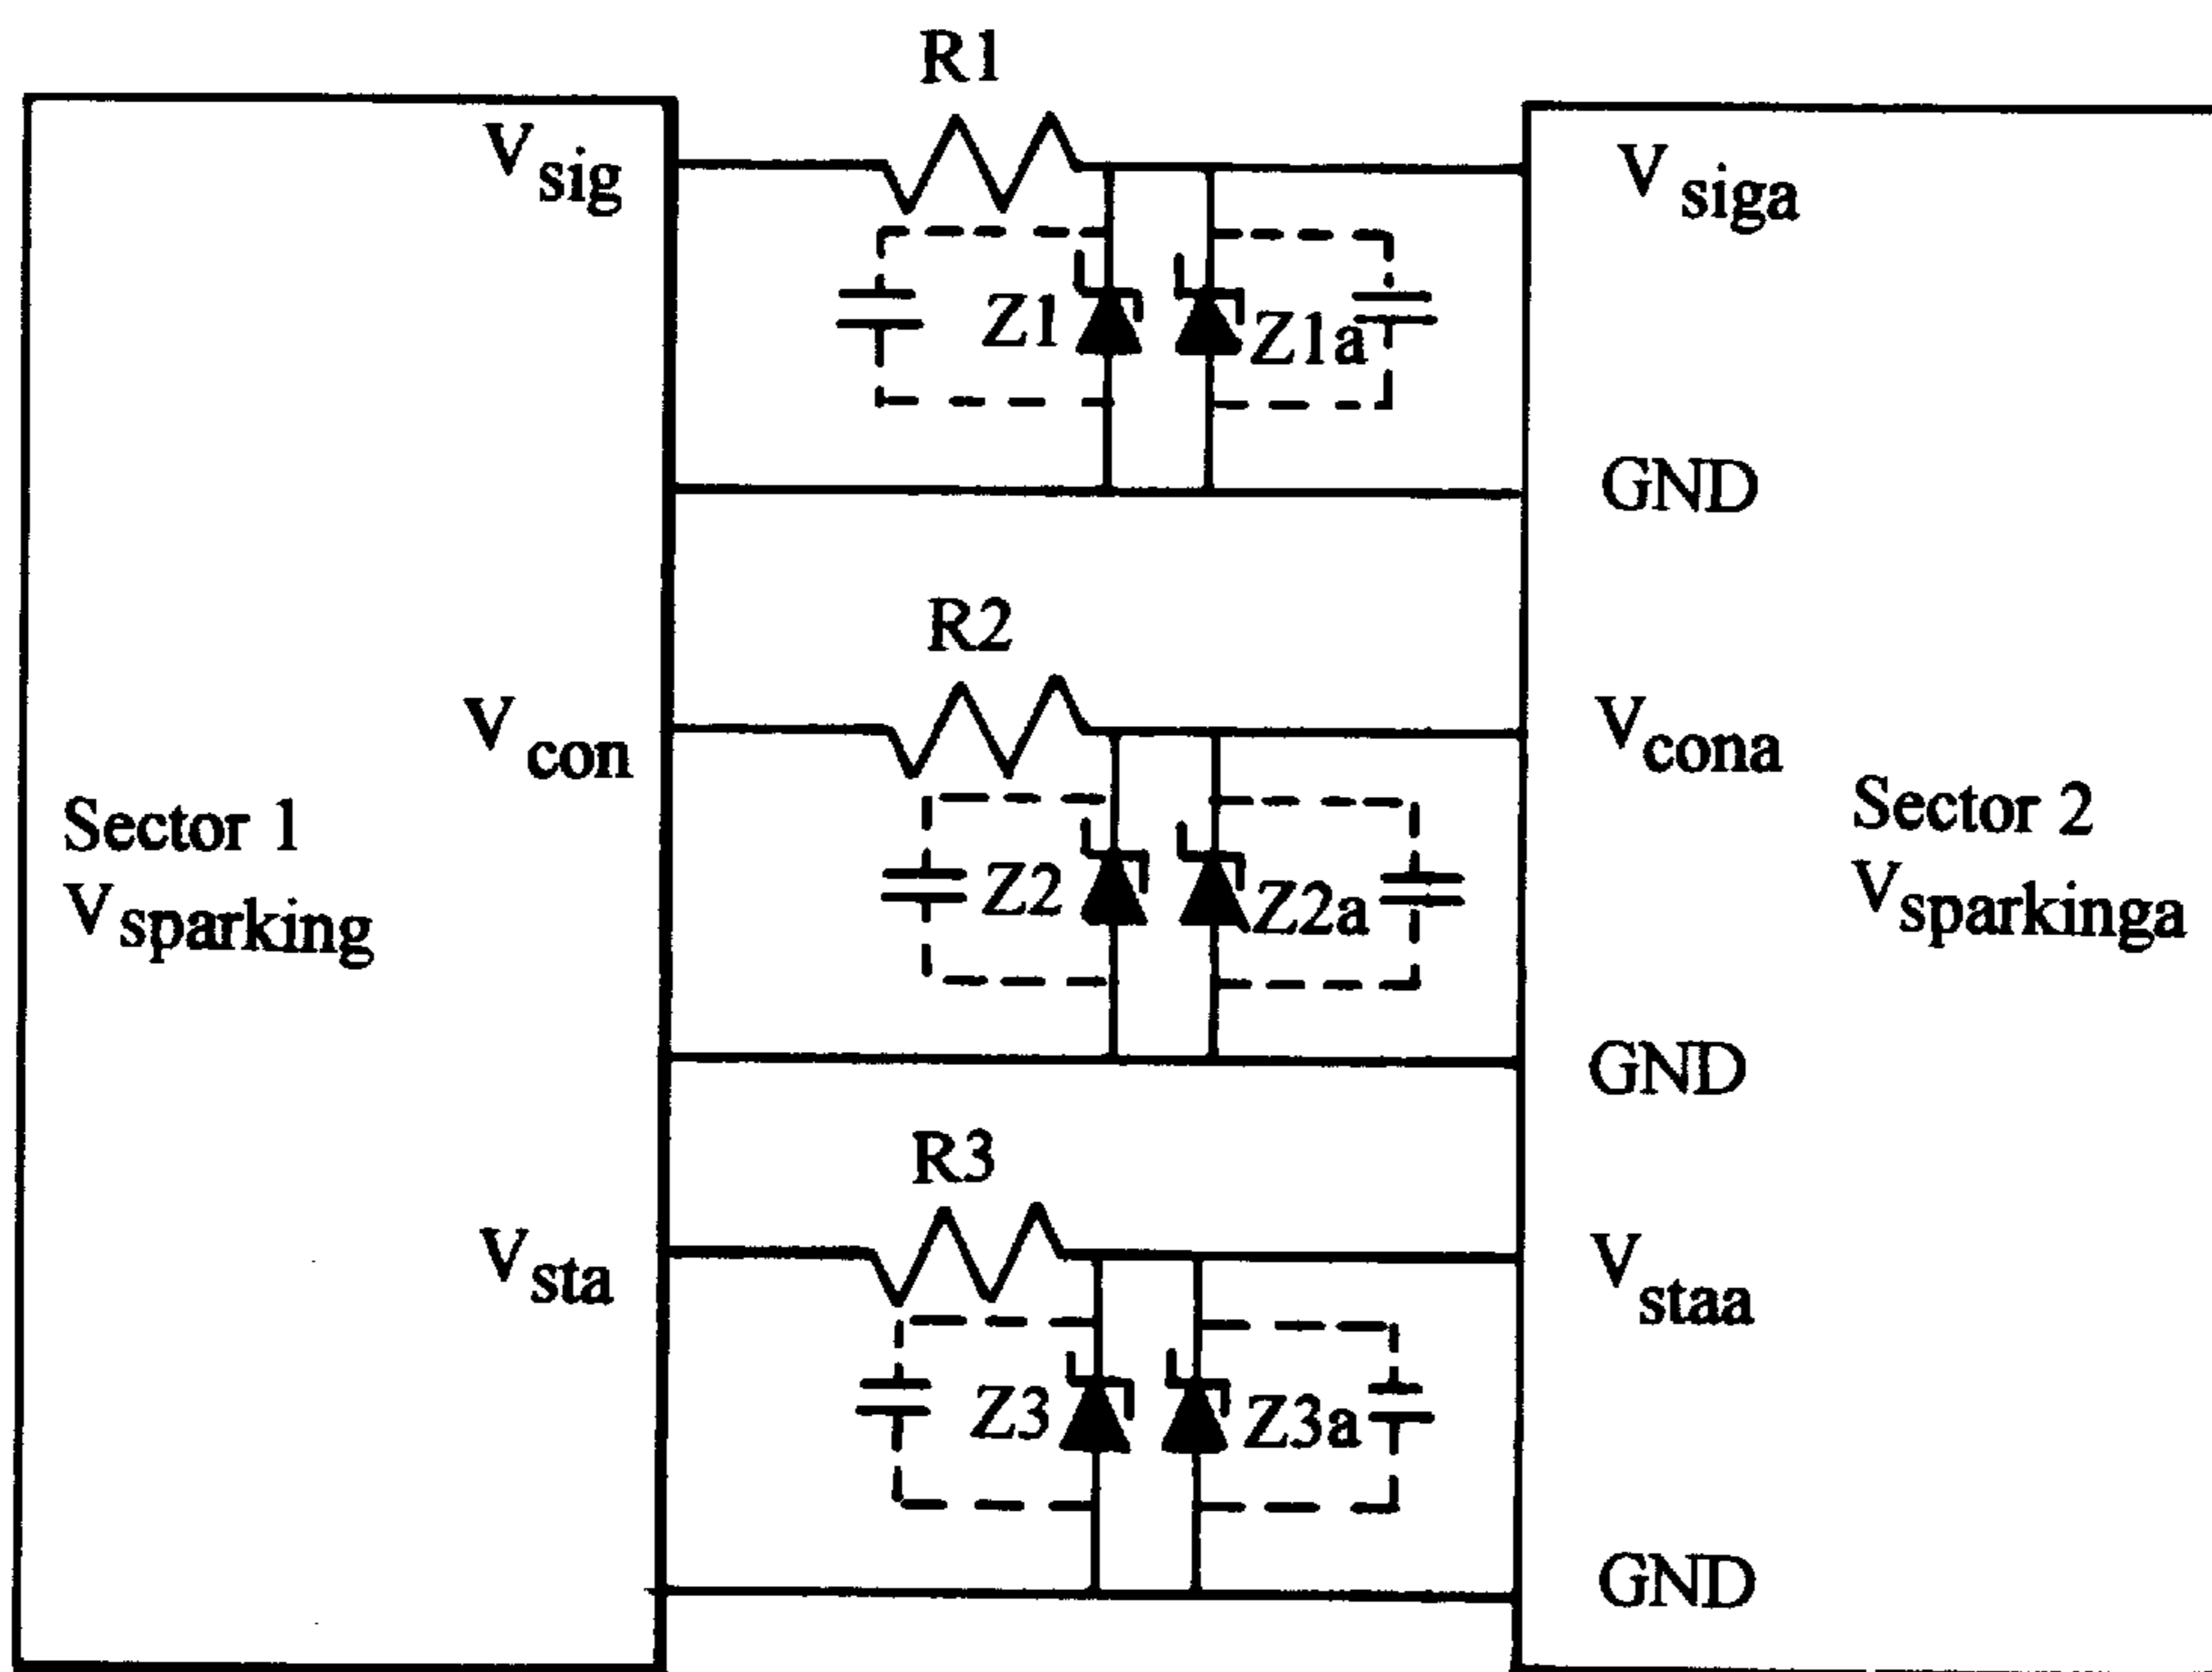 R1
Vsig
Vsiga
Z1
Z1a
GND
R2
Vcon
Vcona
Sector 1
Vsparking
Z2
Z2a
Sector 2
Vsparkinga
GND
R3
Vsta
Vstaa
Z3
Z3a
GND